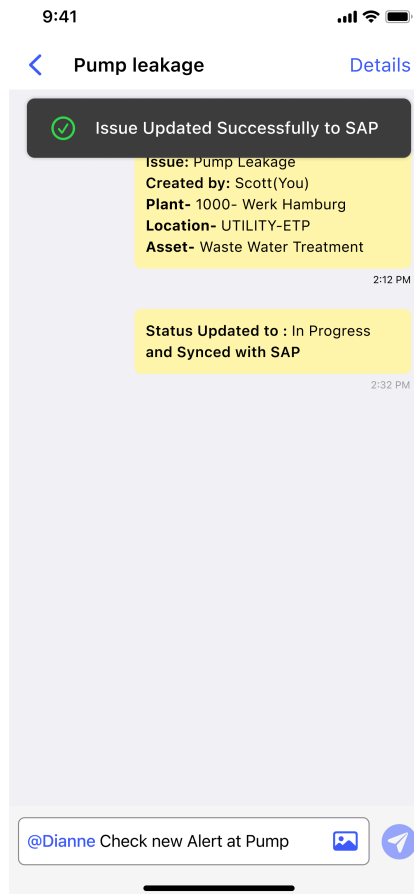 9:41
Pump leakage
Details
Issue Updated Successfully to SAP
Issue: Pump Leakage
Created by: Scott(You)
Plant- 1000- Werk Hamburg
Location- UTILITY-ETP
Asset- Waste Water Treatment
2:12 PM
Status Updated to : In Progress
and Synced with SAP
2:32 PM
@Dianne Check new Alert at Pump